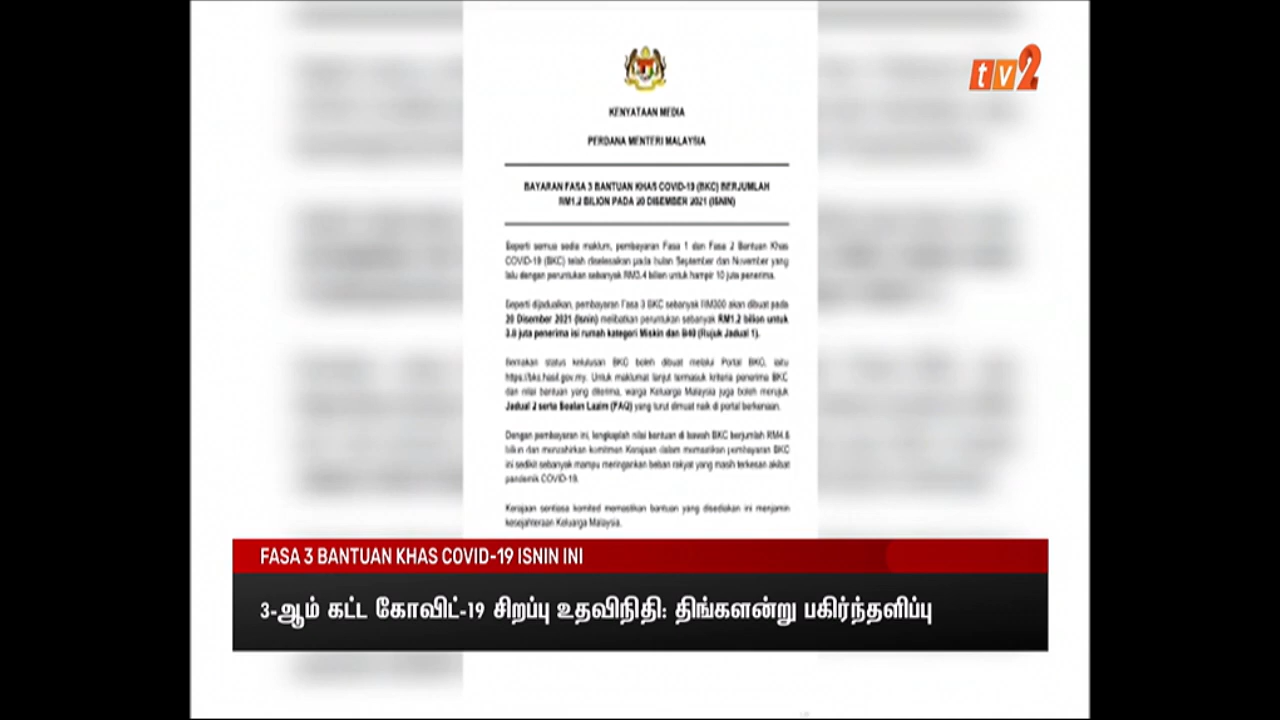 tv2
KENYATAAN MEDIA
PERDANA MENTERI MALAYSIA
BAYARAN FASA 3 BANTUAN KHAS COVID-19 (BKC) BERJUMLAH
RM1.2 BILION PADA 20 DISEMBER 2021 (ISNIN)
Seperti semua sedia maklum, pembayaran Fasa 1 dan Fasa 2 Bantuan Khas
COVID-19 (BKC) telah diselesaikan pada bulan September dan November yang
lalu dengan peruntukan sebanyak RM3.4 bilion untuk hampir 10 juta penerima.
Seperti dijadualkan, pembayaran Fasa 3 BKC sebanyak RM300 akan dibuat pada
20 Disember 2021 (Isnin) melibatkan peruntukan sebanyak RM1.2 bilion untuk
3.8 juta penerima isi rumah kategori Miskin dan B40 (Rujuk Jadual 1).
Semakan status kelulusan BKC boleh dibuat melalui Portal BKC, iaitu
https://bkc.hasil.gov.my. Untuk maklumat lanjut termasuk kriteria penerima BKC
dan nilai bantuan yang diterima, warga Keluarga Malaysia juga boleh merujuk
Jadual 2 serta Soalan Lazim (FAQ) yang turut dimuat naik di portal berkenaan.
Dengan pembayaran ini, lengkaplah nilai bantuan di bawah BKC berjumlah RM4.6
bilion dan menzahirkan komitmen Kerajaan dalam memastikan pembayaran BKC
ini sedikit sebanyak mampu meringankan beban rakyat yang masih terkesan akibat
pandemik COVID-19.
Kerajaan sentiasa komited memastikan bantuan yang disediakan ini menjamin
kesejahteraan Keluarga Malaysia.
FASA 3 BANTUAN KHAS COVID-19 ISNIN INI
3-ஆம் கட்ட கோவிட்-19 சிறப்பு உதவிநிதி: திங்களன்று பகிர்ந்தளிப்பு